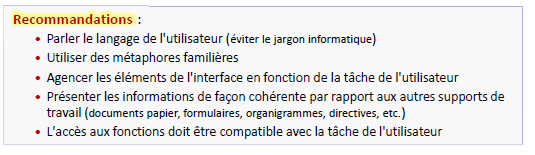 Recommandations :
• Parler le langage de l'utilisateur (éviter le jargon informatique)
• Utiliser des métaphores familières
• Agencer les éléments de l'interface en fonction de la tâche de l'utilisateur
• Présenter les informations de façon cohérente par rapport aux autres supports de
travail (documents papier, formulaires, organigrammes, directives, etc.)
• L'accès aux fonctions doit être compatible avec la tâche de l'utilisateur